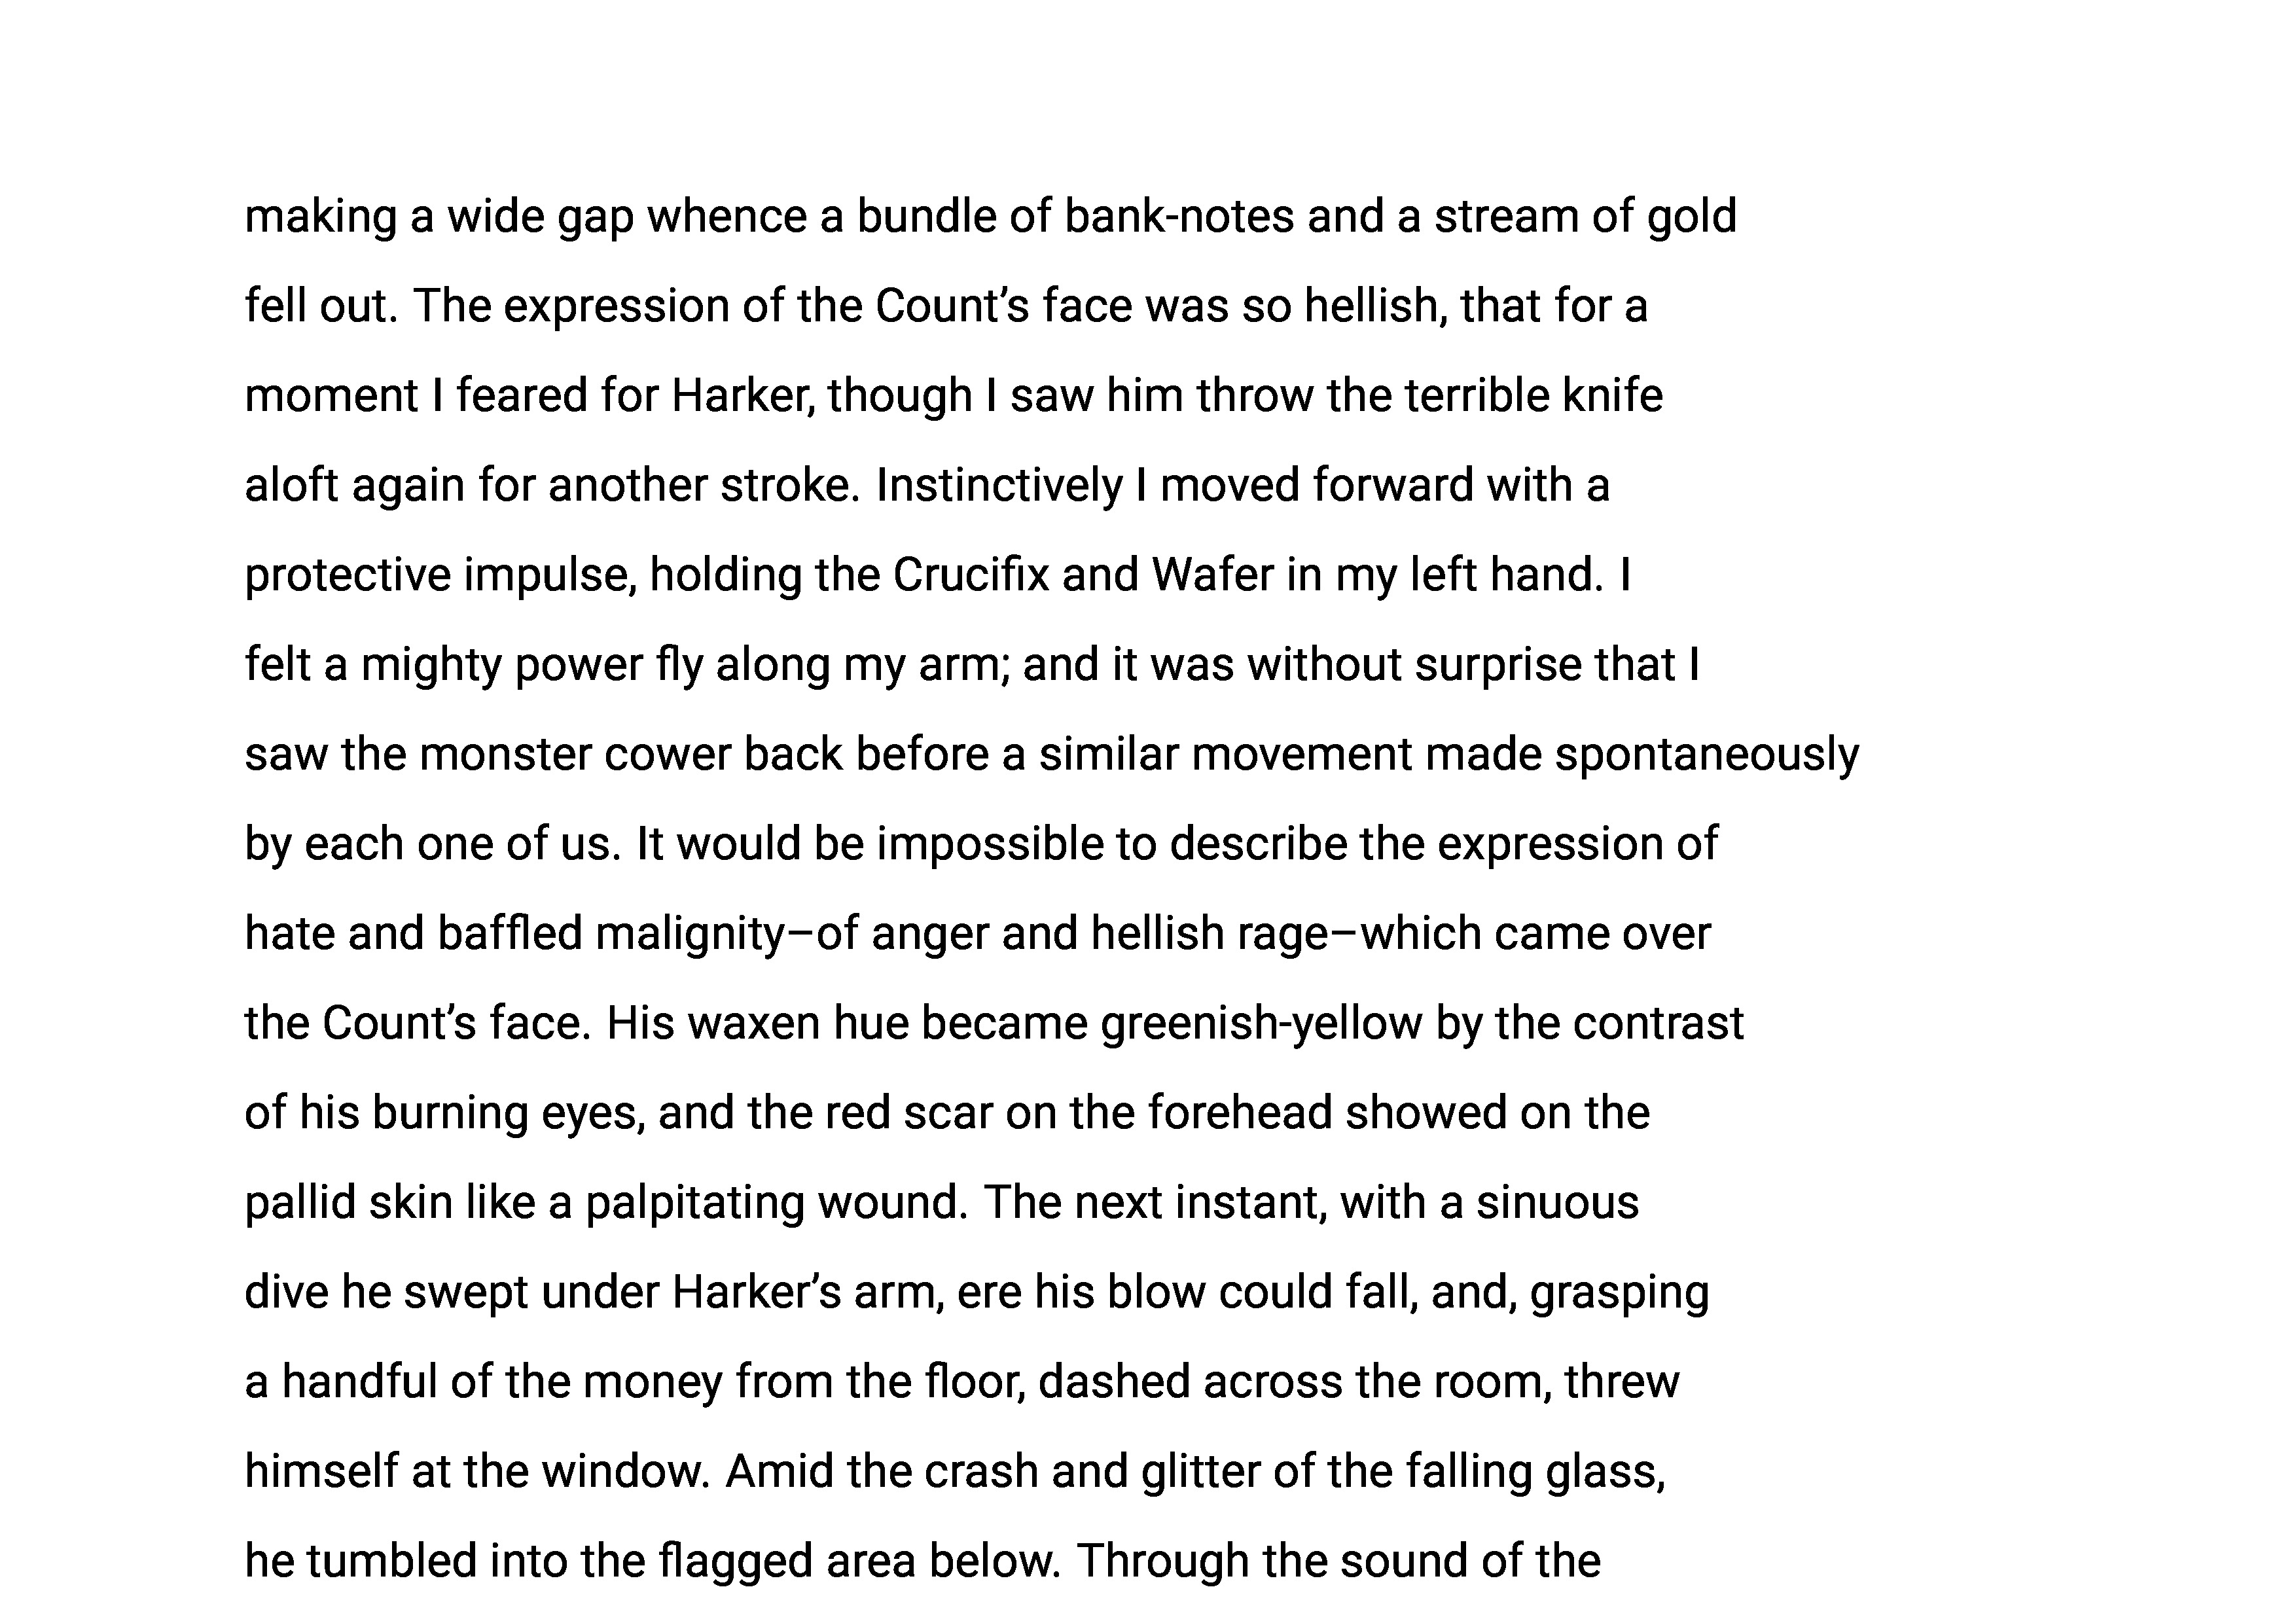 making a wide gap whence a bundle of bank-notes and a stream of gold
fell out. The expression of the Count’s face was so hellish, that for a
moment I feared for Harker, though I saw him throw the terrible knife
aloft again for another stroke. Instinctively I moved forward with a
protective impulse, holding the Crucifix and Wafer in my left hand. I
felt a mighty power fly along my arm; and it was without surprise that I
saw the monster cower back before a similar movement made spontaneously
by each one of us. It would be impossible to describe the expression of
hate and baffled malignity–of anger and hellish rage–which came over
the Count’s face. His waxen hue became greenish-yellow by the contrast
of his burning eyes, and the red scar on the forehead showed on the
pallid skin like a palpitating wound. The next instant, with a sinuous
dive he swept under Harker’s arm, ere his blow could fall, and, grasping
a handful of the money from the floor, dashed across the room, threw
himself at the window. Amid the crash and glitter of the falling glass,
he tumbled into the flagged area below. Through the sound of the